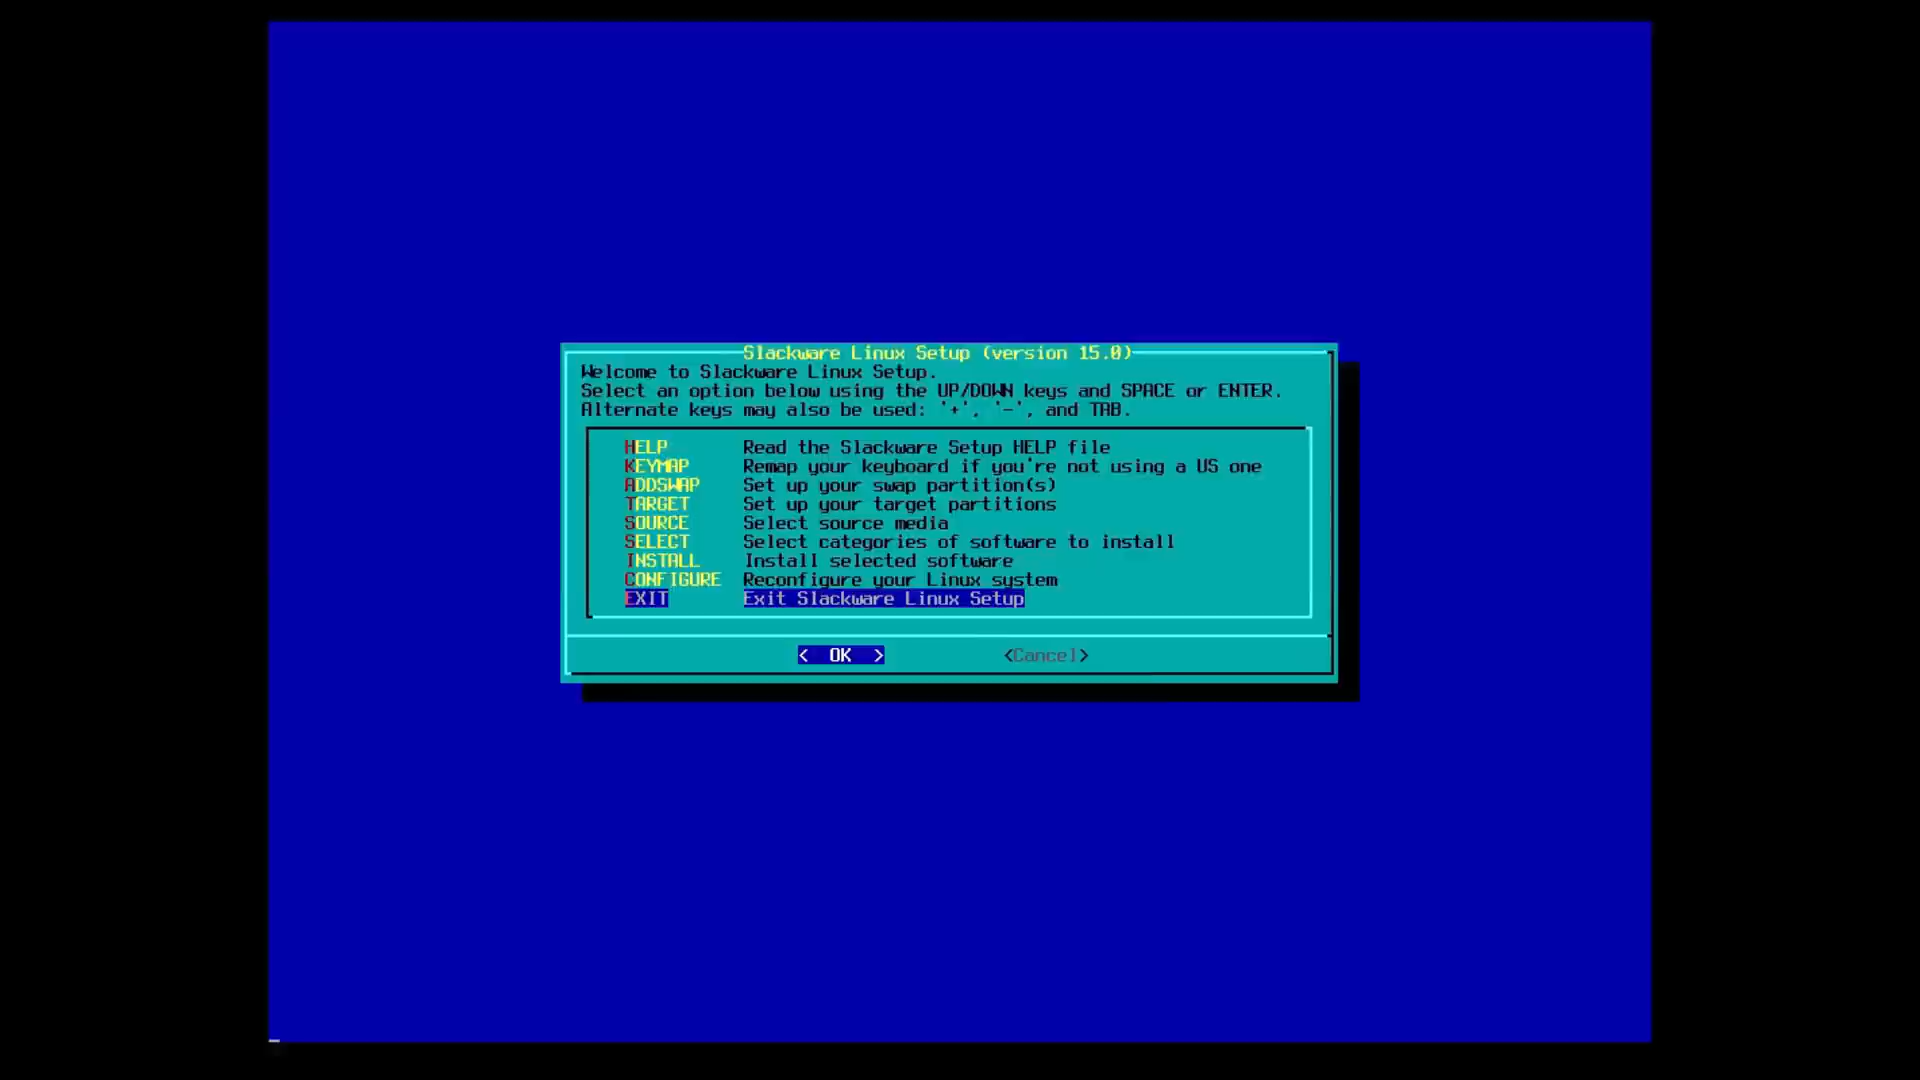 Slackware Linux Setup (version 15.0)
Welcome to Slackware Linux Setup.
Select an option below using the UP/DOWN keys and SPACE or ENTER.
Alternate keys may also be used: '+', '-', and TAB.
HELP Read the Slackware Setup HELP file
KEYMAP Remap your keyboard if you're not using a US one
ADDSWAP Set up your swap partition(s)
TARGET Set up your target partitions
SOURCE Select source media
SELECT Select categories of software to install
INSTALL Install selected software
CONFIGURE Reconfigure your Linux system
EXIT Exit Slackware Linux Setup
< OK > <Cancel>